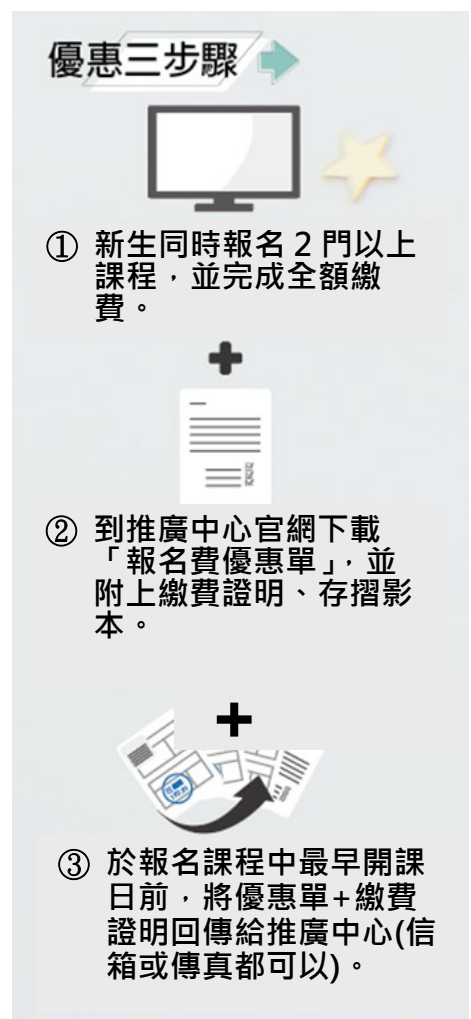 優惠三步驟
① 新生同時報名 2 門以上
課程，並完成全額繳
費。
② 到推廣中心官網下載
「報名費優惠單」，並
附上繳費證明、存摺影
本。
③ 於報名課程中最早開課
日前，將優惠單+繳費
證明回傳給推廣中心(信
箱或傳真都可以)。